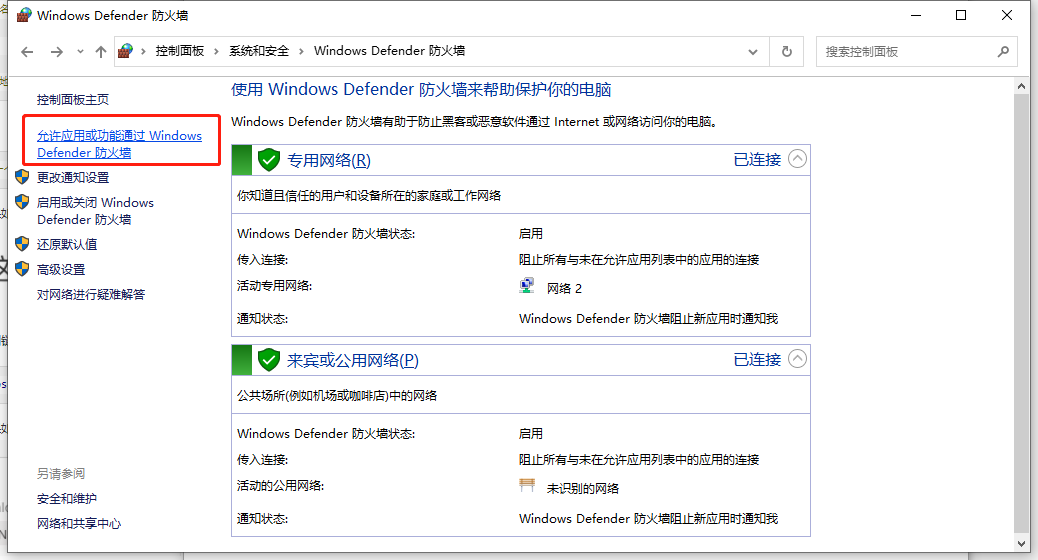 Windows Defender 防火墙
控制面板 系统和安全 Windows Defender 防火墙
搜索控制面板
控制面板主页
允许应用或功能通过 Windows
Defender 防火墙
更改通知设置
启用或关闭 Windows
Defender 防火墙
还原默认值
高级设置
对网络进行疑难解答
另请参阅
安全和维护
网络和共享中心
使用 Windows Defender 防火墙来帮助保护你的电脑
Windows Defender 防火墙有助于防止黑客或恶意软件通过 Internet 或网络访问你的电脑。
专用网络(R) 已连接
你知道且信任的用户和设备所在的家庭或工作网络
Windows Defender 防火墙状态: 启用
传入连接: 阻止所有与未在允许应用列表中的应用的连接
活动专用网络: 网络 2
通知状态: Windows Defender 防火墙阻止新应用时通知我
来宾或公用网络(P) 已连接
公共场所(例如机场或咖啡店)中的网络
Windows Defender 防火墙状态: 启用
传入连接: 阻止所有与未在允许应用列表中的应用的连接
活动的公用网络: 未识别的网络
通知状态: Windows Defender 防火墙阻止新应用时通知我